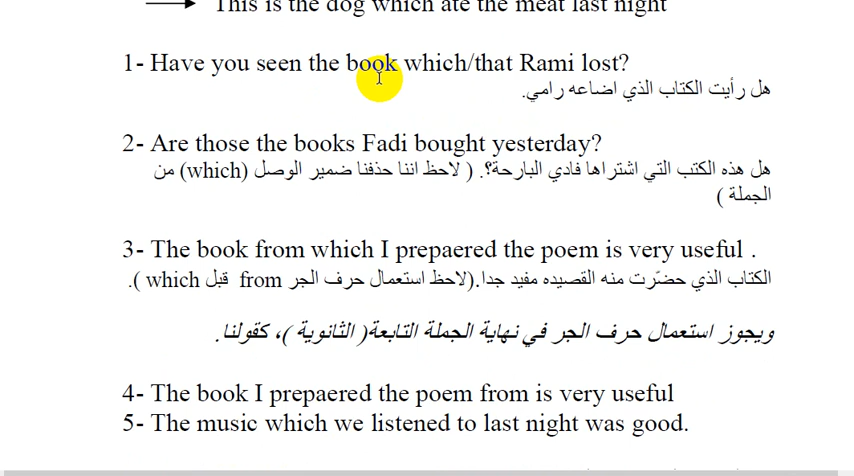 This is the dog which ate the meat last night
1- Have you seen the book which/that Rami lost?
هل رأيت الكتاب الذي اضاعه رامي.
2- Are those the books Fadi bought yesterday?
هل هذه الكتب التي اشتراها فادي البارحة؟. ( لاحظ اننا حذفنا ضمير الوصل (which) من
الجملة )
3- The book from which I prepaered the poem is very useful .
الكتاب الذي حضّرت منه القصيده مفيد جدا.(لاحظ استعمال حرف الجر from قبل which ).
ويجوز استعمال حرف الجر في نهاية الجملة التابعة( الثانوية )، كقولنا.
4- The book I prepaered the poem from is very useful
5- The music which we listened to last night was good.